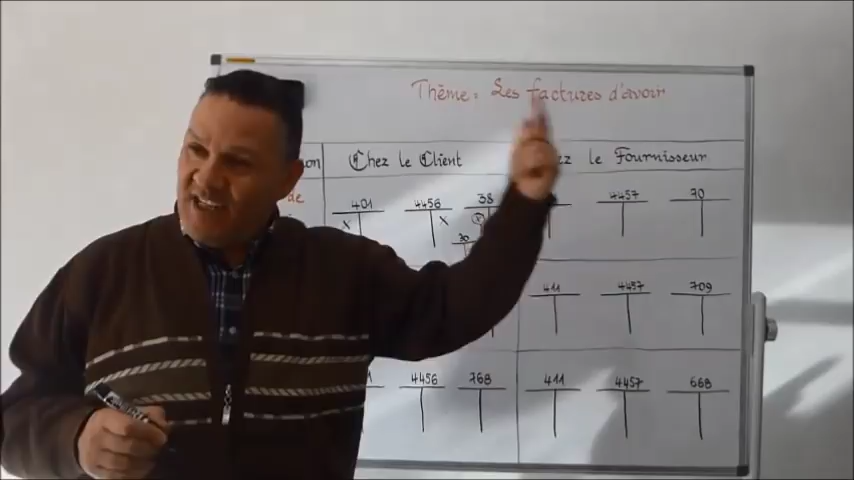 Thème: Les factures d'avoir
Chez le Client
le Fournisseur
401 4456 38 4457 70
X X X
30
411 4457 709
4456 768 411 4457 668